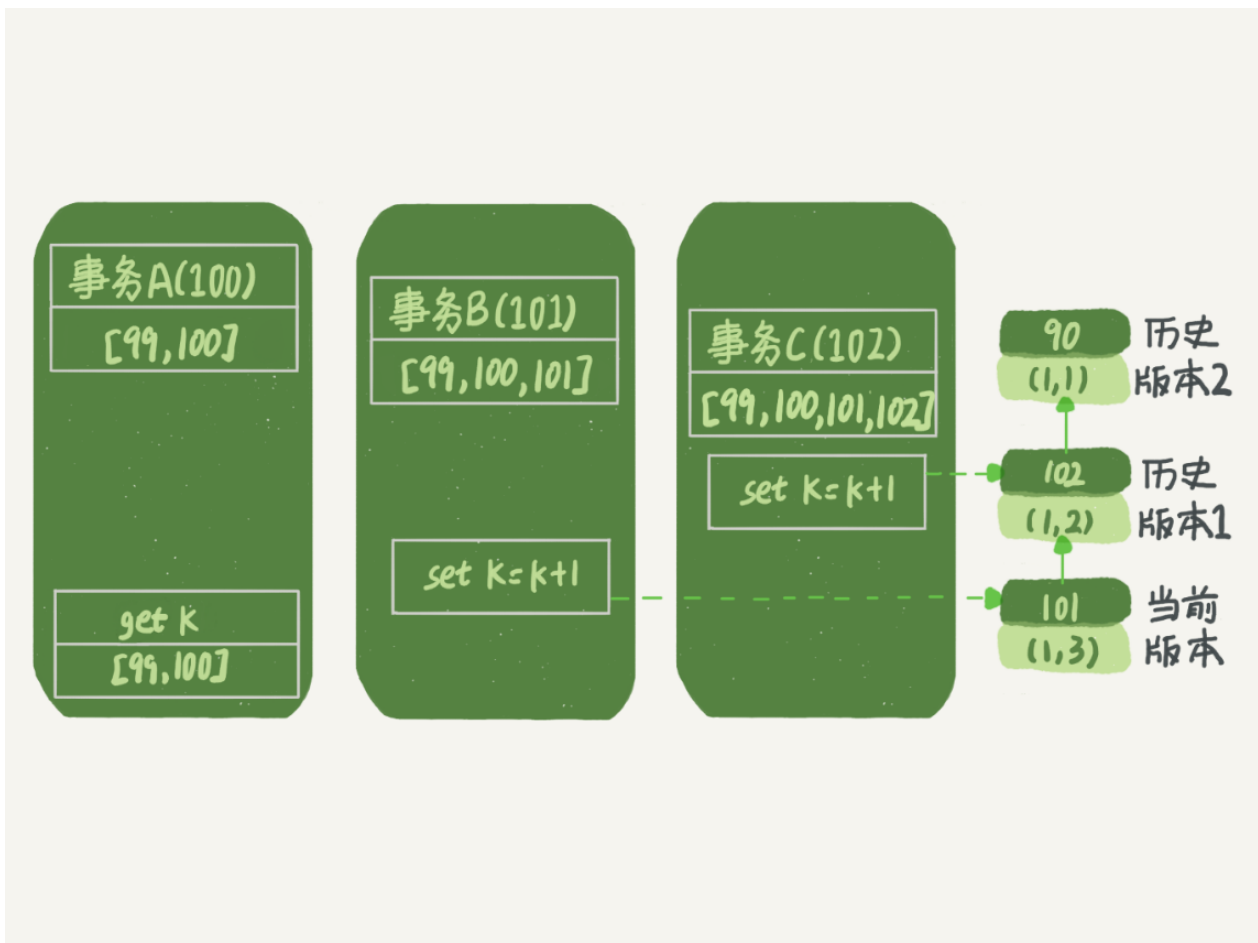 事务A(100)
[99,100]
get K
[99,100]
事务B(101)
[99,100,101]
set K=K+1
事务C(102)
[99,100,101,102]
set K=K+1
90
(1,1)
历史
版本2
102
(1,2)
历史
版本1
101
(1,3)
当前
版本